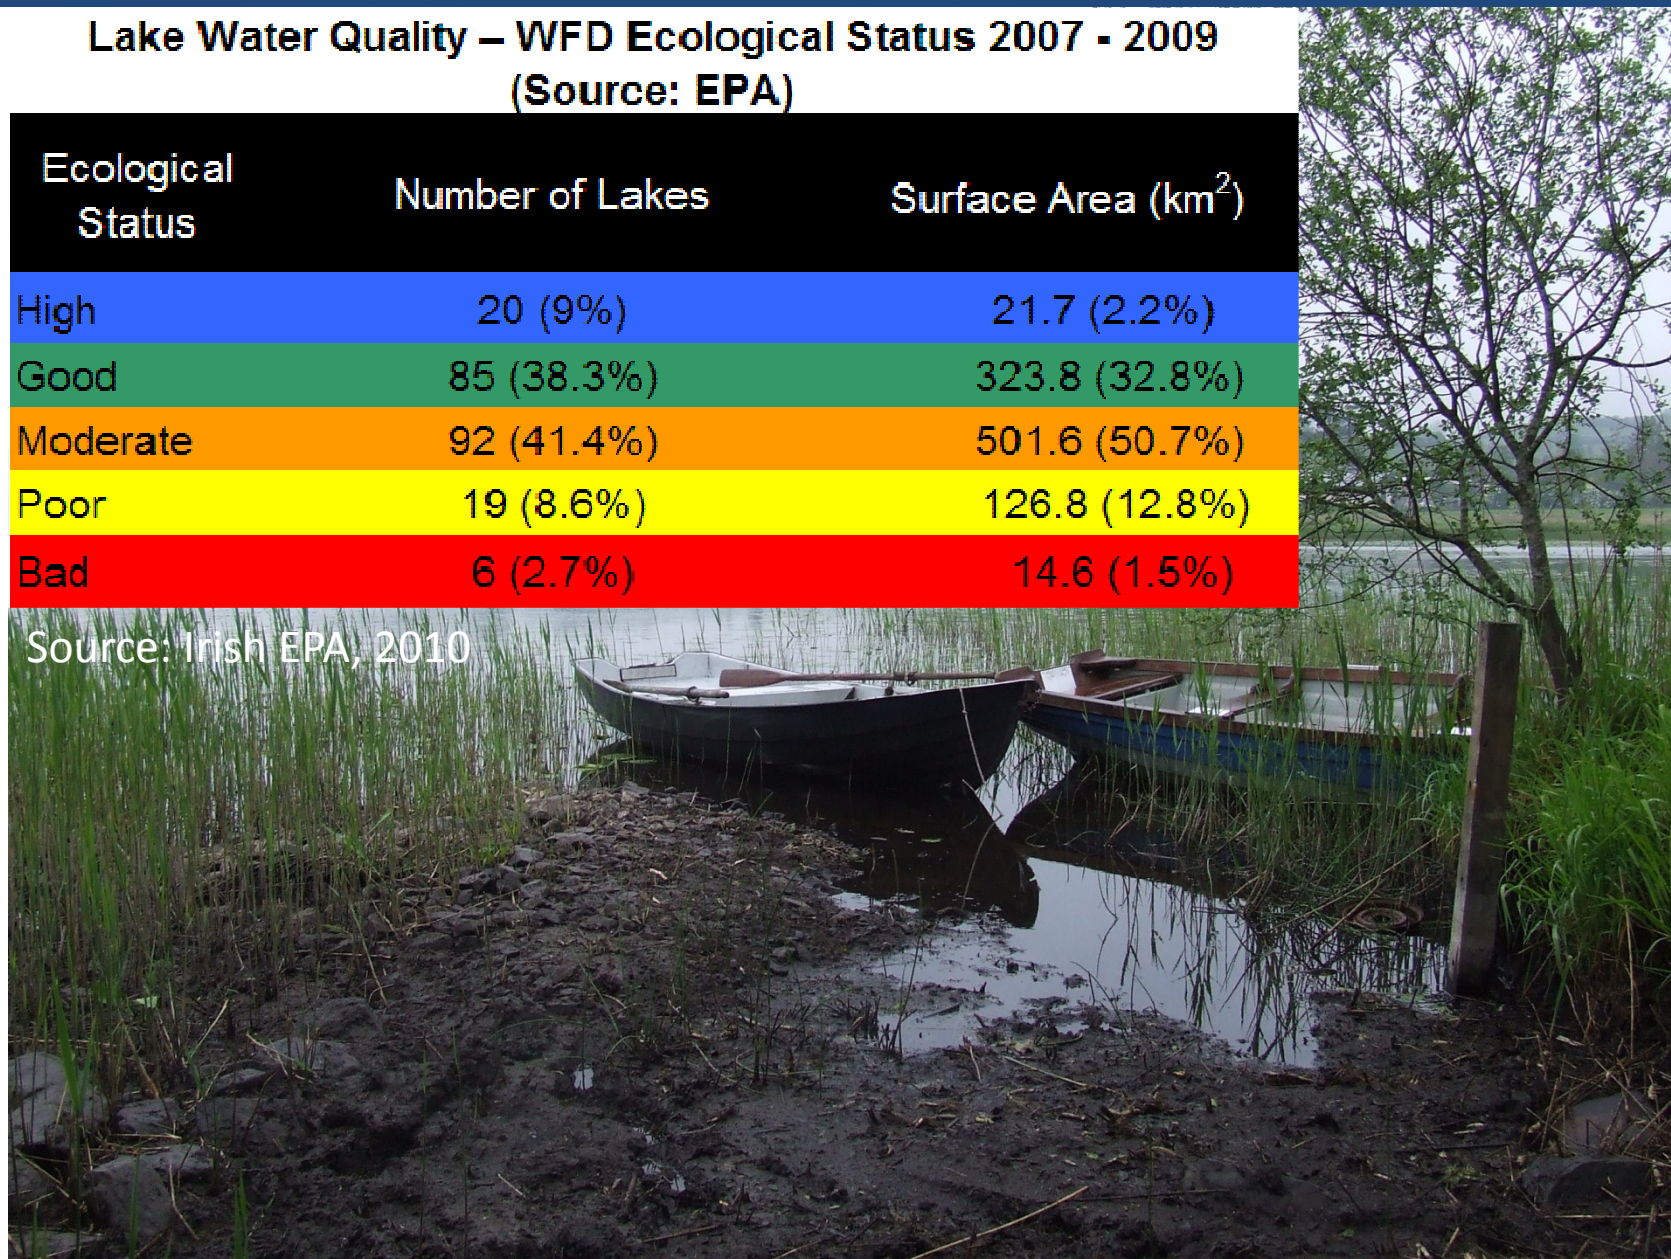 Lake Water Quality – WFD Ecological Status 2007 - 2009
(Source: EPA)
Ecological Status Number of Lakes Surface Area (km²)
High 20 (9%) 21.7 (2.2%)
Good 85 (38.3%) 323.8 (32.8%)
Moderate 92 (41.4%) 501.6 (50.7%)
Poor 19 (8.6%) 126.8 (12.8%)
Bad 6 (2.7%) 14.6 (1.5%)
Source: Irish EPA, 2010